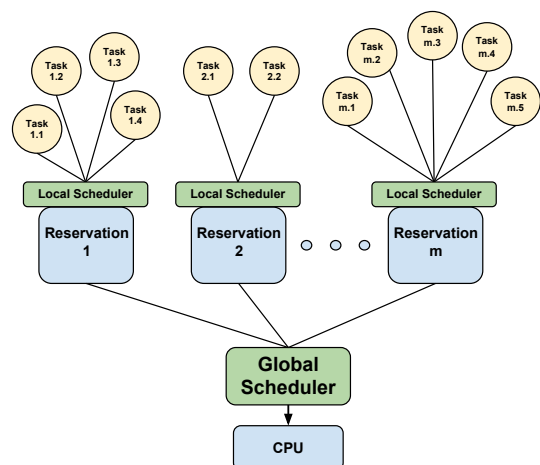 Task
1.1
Task
1.2
Task
1.3
Task
1.4
Task
2.1
Task
2.2
Task
m.1
Task
m.2
Task
m.3
Task
m.4
Task
m.5
Local Scheduler
Local Scheduler
Local Scheduler
Reservation
1
Reservation
2
Reservation
m
Global
Scheduler
CPU